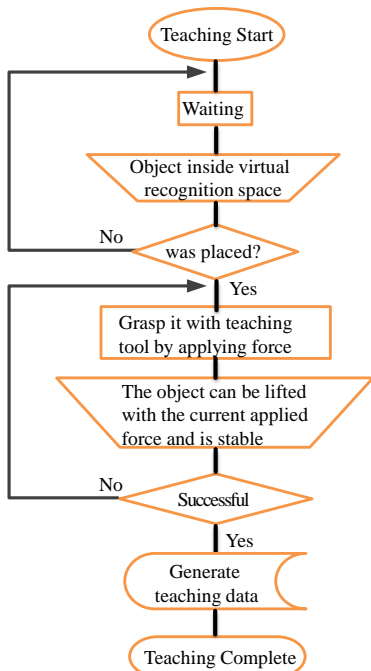 Teaching Start
Waiting
Object inside virtual
recognition space
No
was placed?
Yes
Grasp it with teaching
tool by applying force
The object can be lifted
with the current applied
force and is stable
No
Successful
Yes
Generate
teaching data
Teaching Complete